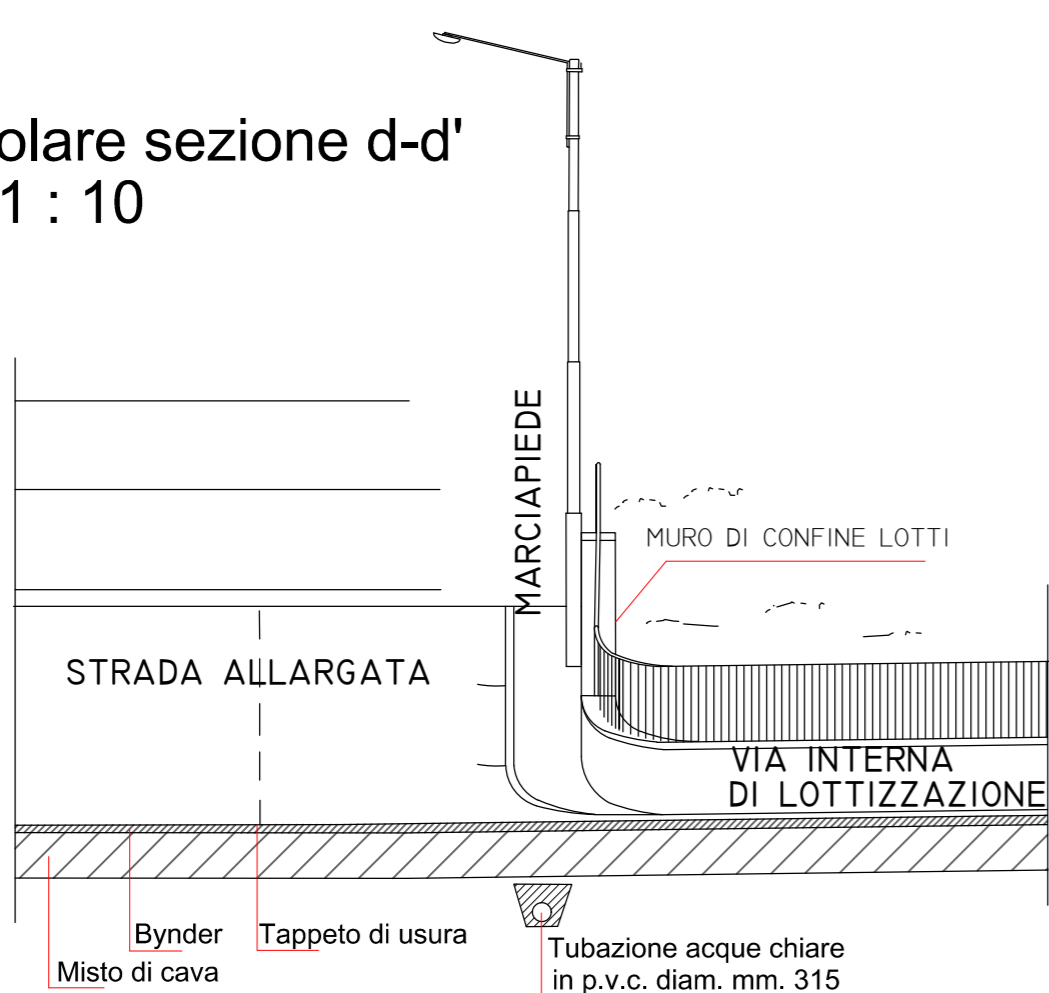 olare sezione d-d'
1 : 10
MARCIAPIEDE
MURO DI CONFINE LOTTI
STRADA ALLARGATA
VIA INTERNA
DI LOTTIZZAZIONE
Bynder
Tappeto di usura
Misto di cava
Tubazione acque chiare
in p.v.c. diam. mm. 315